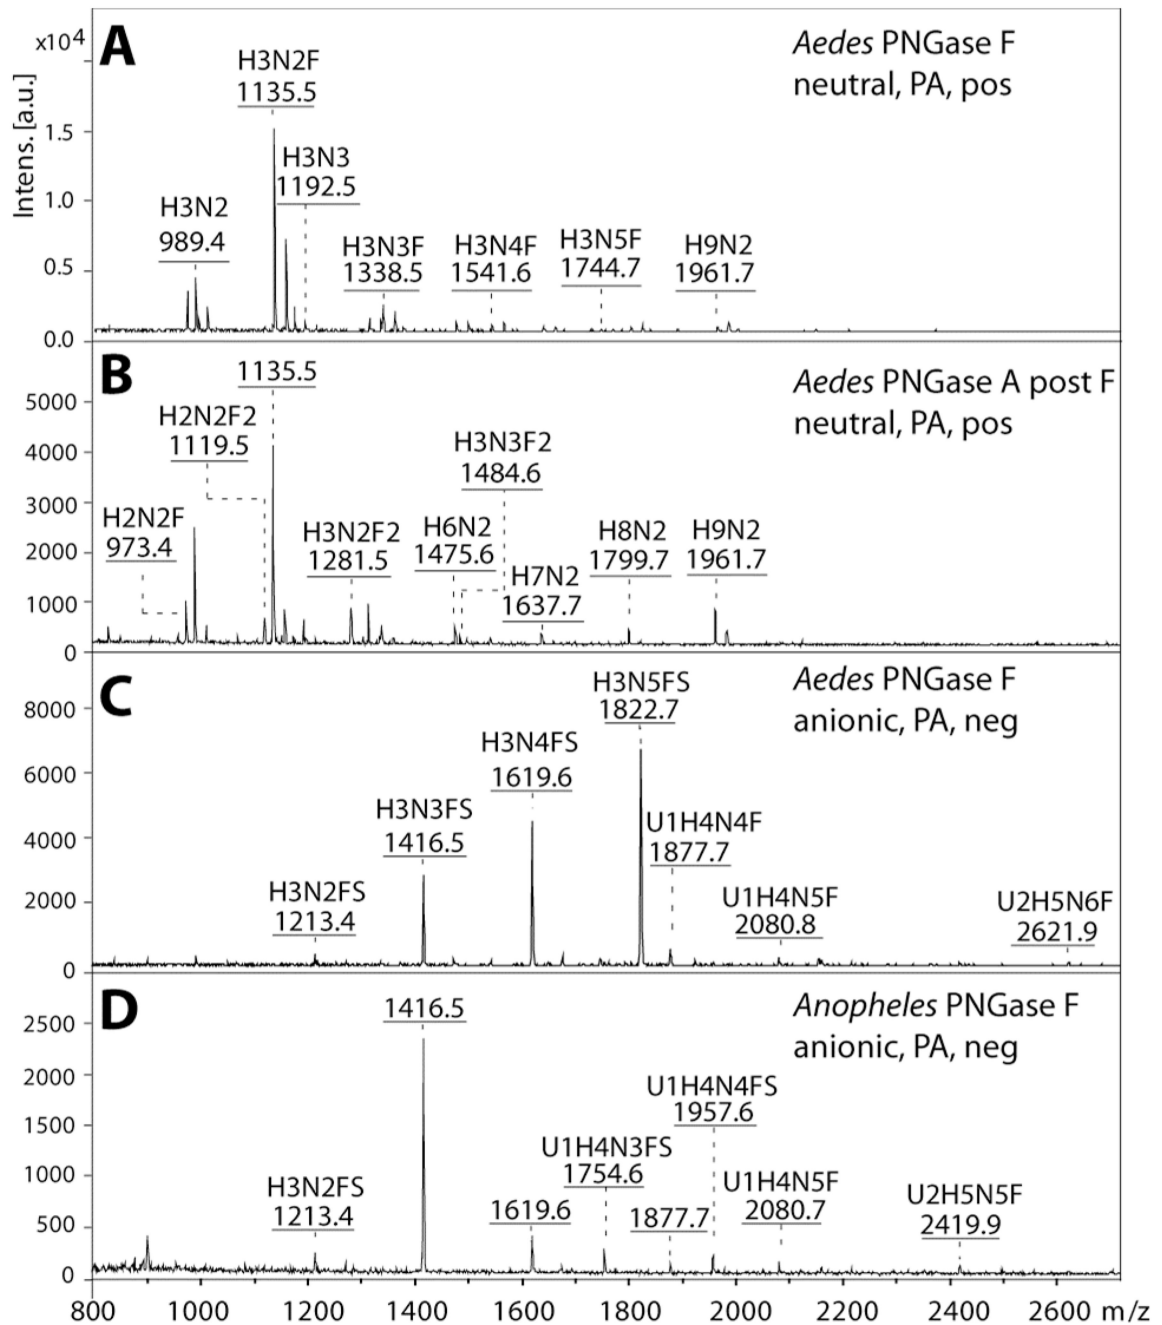 A
x10⁴
Intens. [a.u.]
1.5
1.0
0.5
0.0
Aedes PNGase F
neutral, PA, pos
H3N2F
1135.5
H3N3
1192.5
H3N2
989.4
H3N3F
1338.5
H3N4F
1541.6
H3N5F
1744.7
H9N2
1961.7
B
5000
4000
3000
2000
1000
0
Aedes PNGase A post F
neutral, PA, pos
1135.5
H2N2F2
1119.5
H3N3F2
1484.6
H2N2F
973.4
H3N2F2
1281.5
H6N2
1475.6
H7N2
1637.7
H8N2
1799.7
H9N2
1961.7
C
8000
6000
4000
2000
0
Aedes PNGase F
anionic, PA, neg
H3N5FS
1822.7
H3N4FS
1619.6
H3N3FS
1416.5
U1H4N4F
1877.7
H3N2FS
1213.4
U1H4N5F
2080.8
U2H5N6F
2621.9
D
2500
2000
1500
1000
500
0
Anopheles PNGase F
anionic, PA, neg
1416.5
U1H4N4FS
1957.6
U1H4N3FS
1754.6
H3N2FS
1213.4
1619.6
1877.7
U1H4N5F
2080.7
U2H5N5F
2419.9
800 1000 1200 1400 1600 1800 2000 2200 2400 2600 m/z